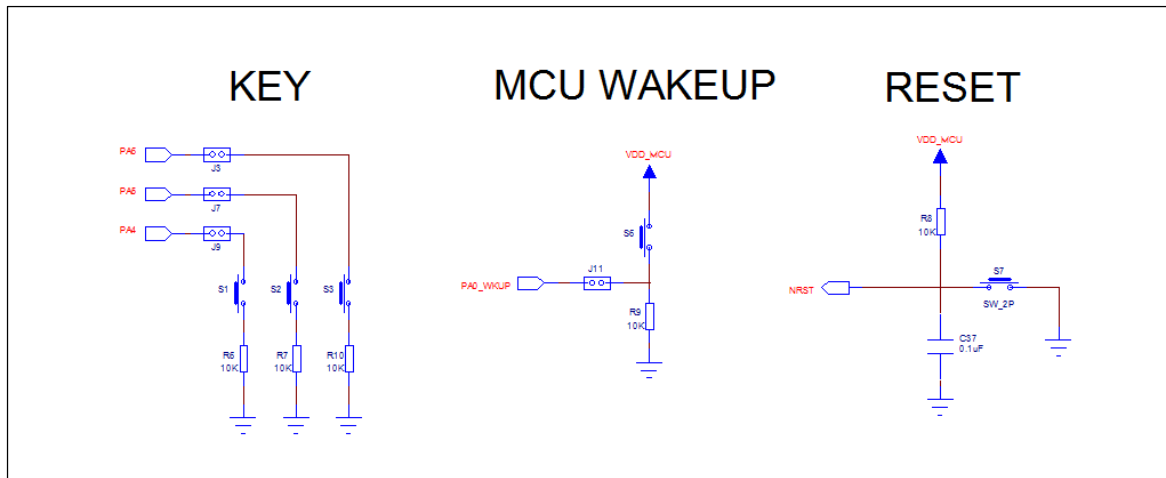 KEY
MCU WAKEUP
RESET
PA6
J3
PA5
J7
PA4
J9
S1
S2
S3
R6
10K
R7
10K
R10
10K
VDD_MCU
S6
J11
PA0_WKUP
R9
10K
VDD_MCU
R8
10K
S7
SW_2P
NRST
C37
0.1uF